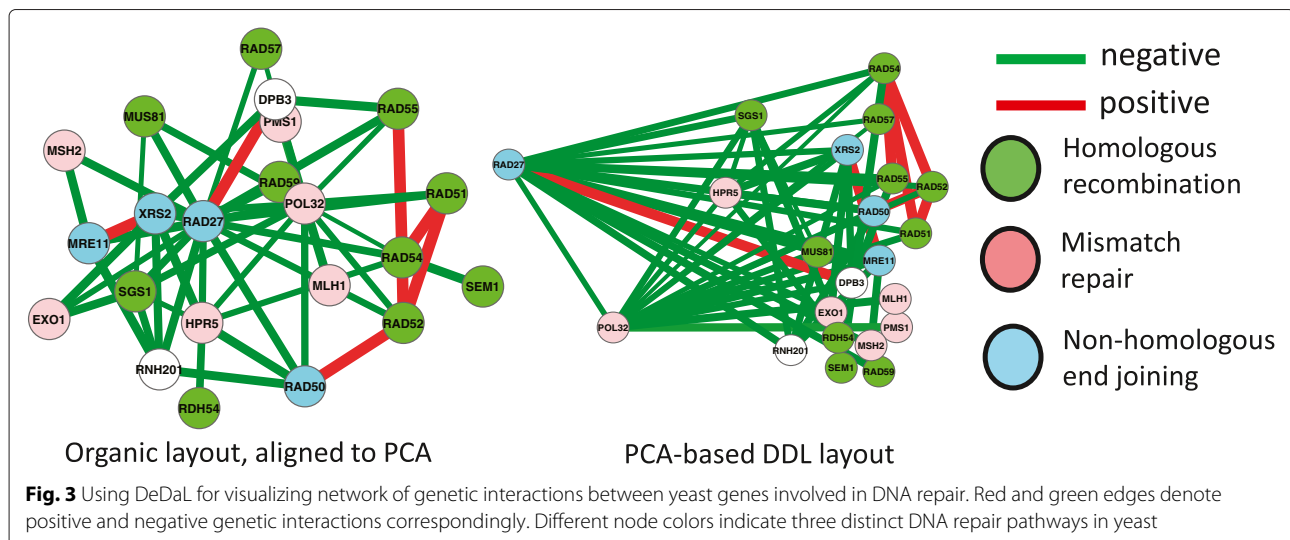 RAD57
DPB3
PMS1
RAD55
MUS81
MSH2
RAD59
RAD51
POL32
XRS2
RAD27
MRE11
RAD54
SEM1
MLH1
SGS1
EXO1
HPR5
RAD52
RNH201
RAD50
RDH54
Organic layout, aligned to PCA
RAD54
SGS1
RAD57
XRS2
RAD27
RAD55
RAD52
HPR5
RAD50
RAD51
MUS81
MRE11
DPB3
MLH1
EXO1
POL32
PMS1
RDH54
MSH2
RNH201
SEM1
RAD59
PCA-based DDL layout
negative
positive
Homologous
recombination
Mismatch
repair
Non-homologous
end joining
Fig. 3 Using DeDaL for visualizing network of genetic interactions between yeast genes involved in DNA repair. Red and green edges denote
positive and negative genetic interactions correspondingly. Different node colors indicate three distinct DNA repair pathways in yeast